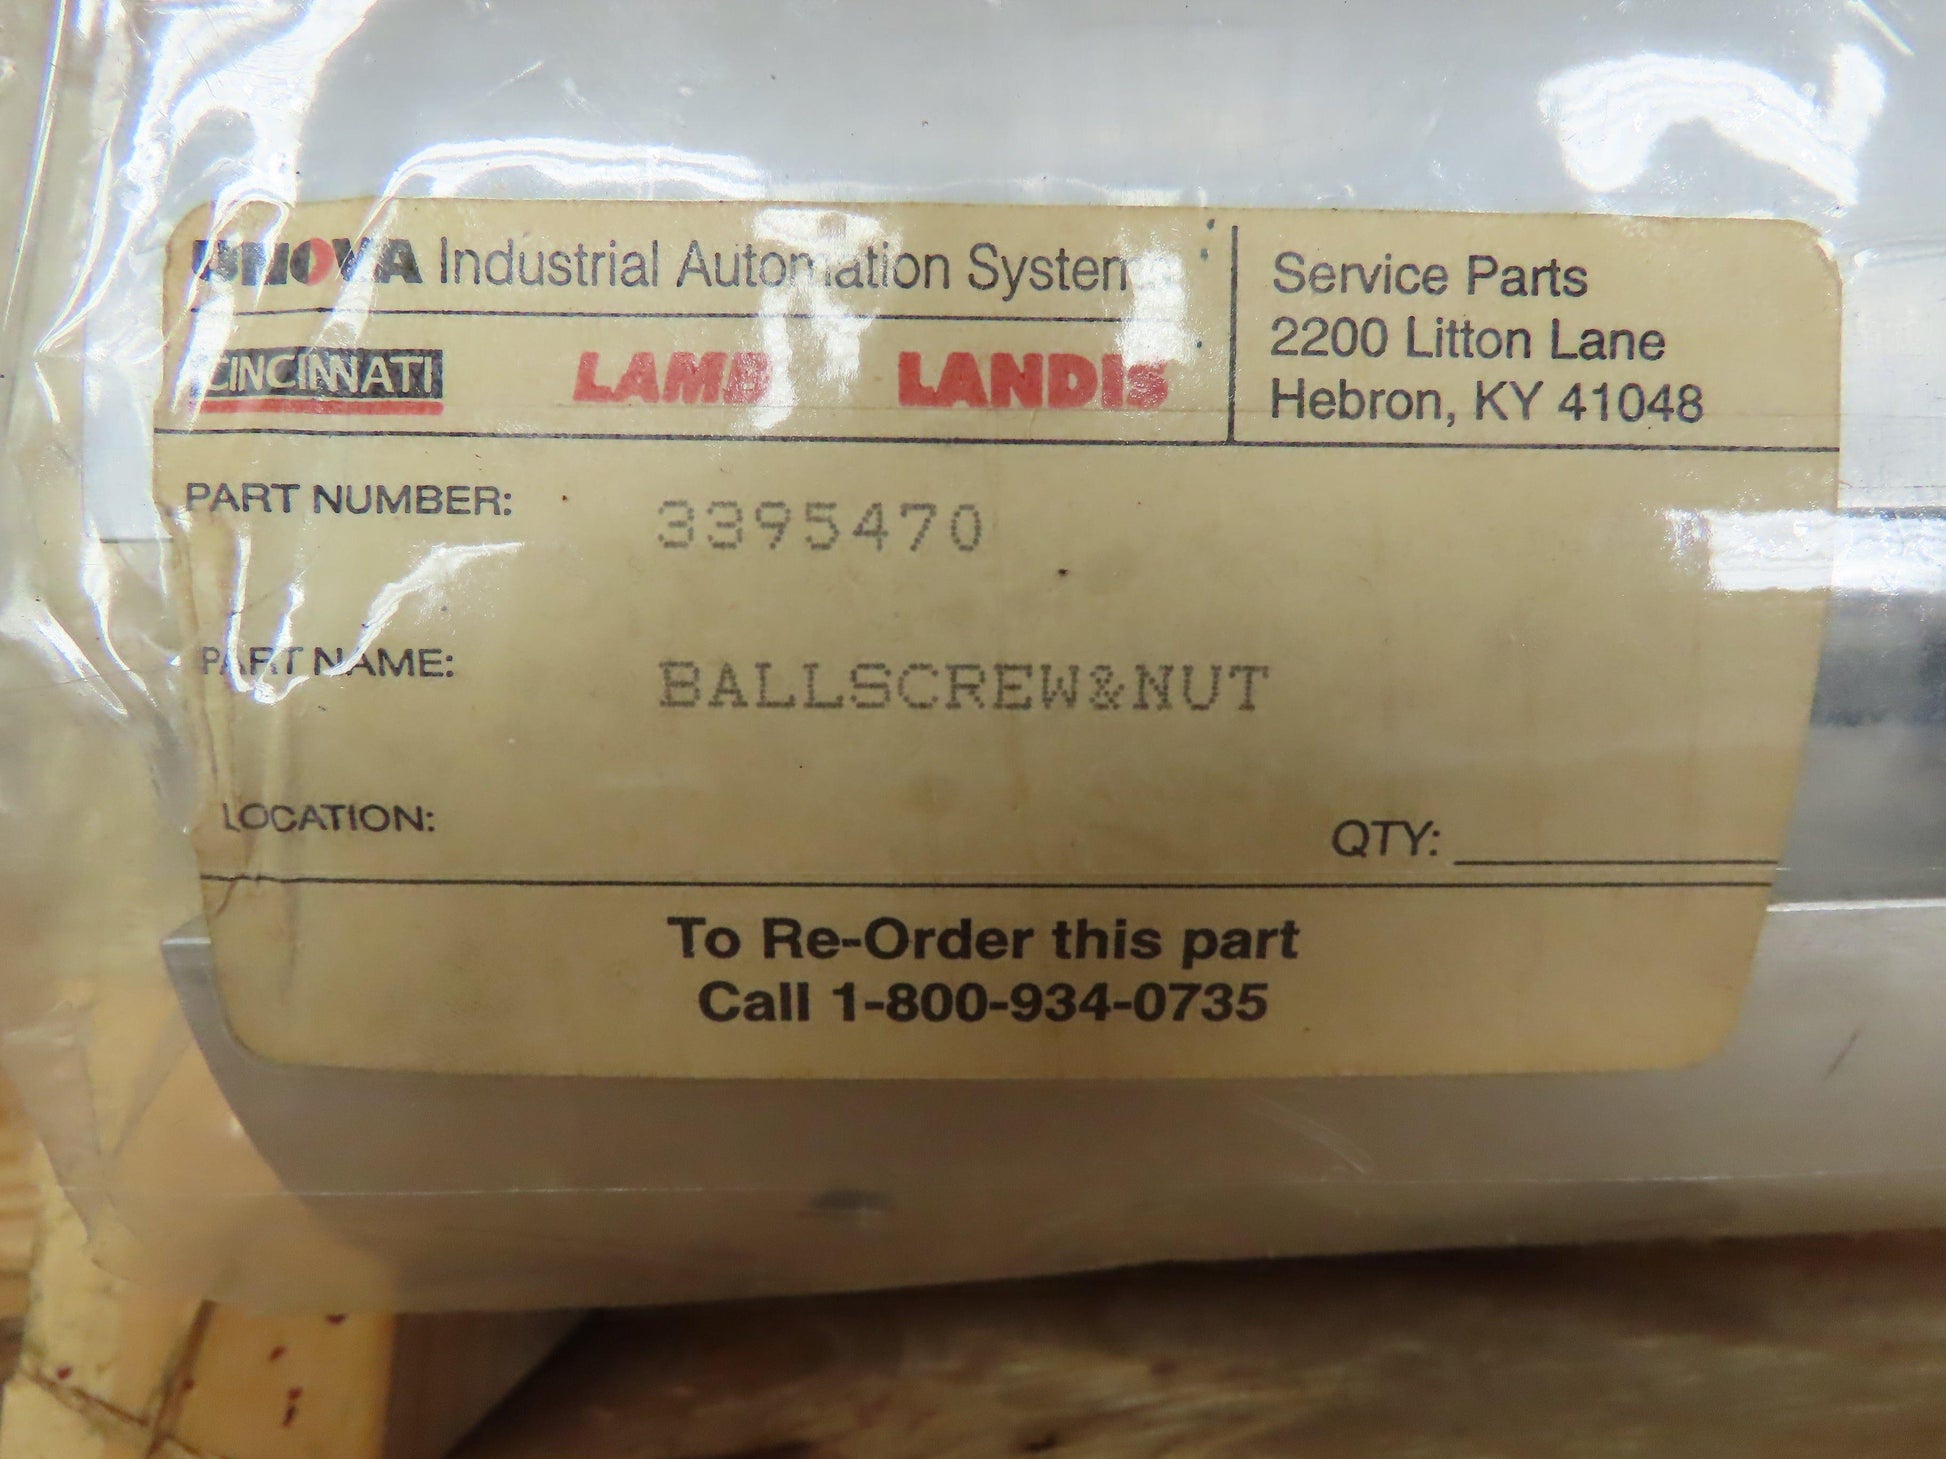 UNOVA Industrial Automation Systems
CINCINNATI LAMB LANDIS
Service Parts
2200 Litton Lane
Hebron, KY 41048
PART NUMBER: 3395470
PART NAME: BALLSCREW&NUT
LOCATION:
QTY:
To Re-Order this part
Call 1-800-934-0735